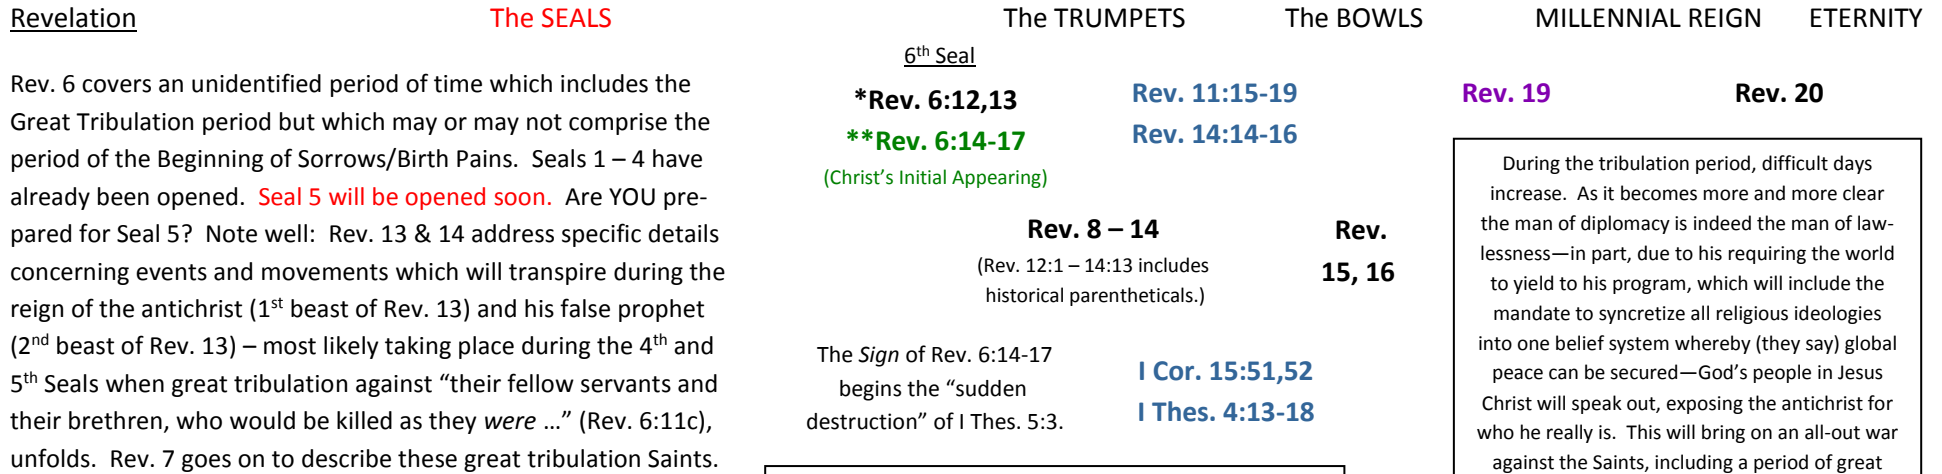 Revelation The SEALS The TRUMPETS The BOWLS MILLENNIAL REIGN ETERNITY
Rev. 6 covers an unidentified period of time which includes the
Great Tribulation period but which may or may not comprise the
period of the Beginning of Sorrows/Birth Pains. Seals 1 – 4 have
already been opened. Seal 5 will be opened soon. Are YOU pre-
pared for Seal 5? Note well: Rev. 13 & 14 address specific details
concerning events and movements which will transpire during the
reign of the antichrist (1st beast of Rev. 13) and his false prophet
(2nd beast of Rev. 13) – most likely taking place during the 4th and
5th Seals when great tribulation against “their fellow servants and
their brethren, who would be killed as they were …” (Rev. 6:11c),
unfolds. Rev. 7 goes on to describe these great tribulation Saints.
6th Seal
*Rev. 6:12,13
**Rev. 6:14-17
(Christ’s Initial Appearing)
Rev. 11:15-19
Rev. 14:14-16
Rev. 8 – 14
(Rev. 12:1 – 14:13 includes
historical parentheticals.)
Rev.
15, 16
The Sign of Rev. 6:14-17
begins the “sudden
destruction” of I Thes. 5:3.
I Cor. 15:51,52
I Thes. 4:13-18
Rev. 19
Rev. 20
During the tribulation period, difficult days
increase. As it becomes more and more clear
the man of diplomacy is indeed the man of law-
lessness—in part, due to his requiring the world
to yield to his program, which will include the
mandate to syncretize all religious ideologies
into one belief system whereby (they say) global
peace can be secured—God’s people in Jesus
Christ will speak out, exposing the antichrist for
who he really is. This will bring on an all-out war
against the Saints, including a period of great